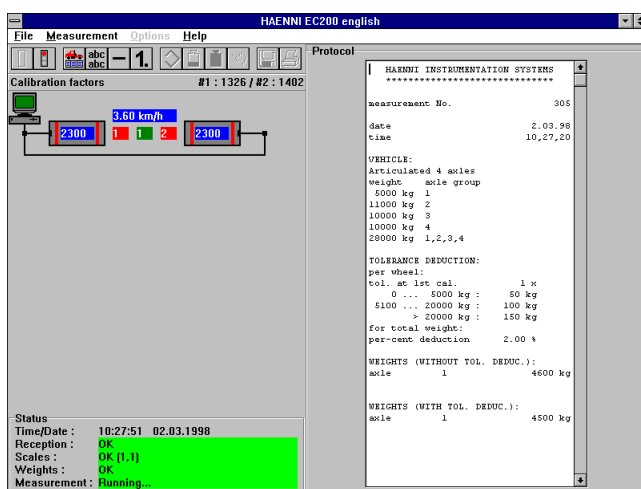 HAENNI EC200 english
File Measurement Options Help
abc
abc
1.
Calibration factors #1 : 1326 / #2 : 1402
3.60 km/h
2300 1 1 2 2300
Status
Time/Date : 10:27:51 02.03.1998
Reception : OK
Scales : OK (1,1)
Weights : OK
Measurement : Running...
Protocol
HAENNI INSTRUMENTATION SYSTEMS
******************************
measurement No. 305
date 2.03.98
time 10,27,20
VEHICLE:
Articulated 4 axles
weight axle group
5000 kg 1
11000 kg 2
10000 kg 3
10000 kg 4
28000 kg 1,2,3,4
TOLERANCE DEDUCTION:
per wheel:
tol. at 1st cal. 1 x
0 ... 5000 kg : 50 kg
5100 ... 20000 kg : 100 kg
> 20000 kg : 150 kg
for total weight:
per-cent deduction 2.00 %
WEIGHTS (WITHOUT TOL. DEDUC.):
axle 1 4600 kg
WEIGHTS (WITH TOL. DEDUC.):
axle 1 4500 kg